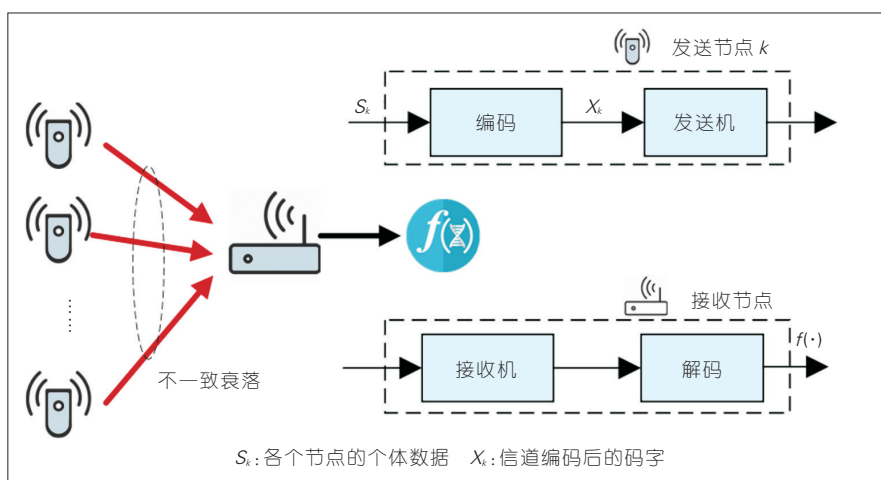 发送节点 k
Sₖ
编码
Xₖ
发送机
f(⌛)
......
不一致衰落
接收节点
接收机
解码
f(·)
Sₖ:各个节点的个体数据 Xₖ:信道编码后的码字